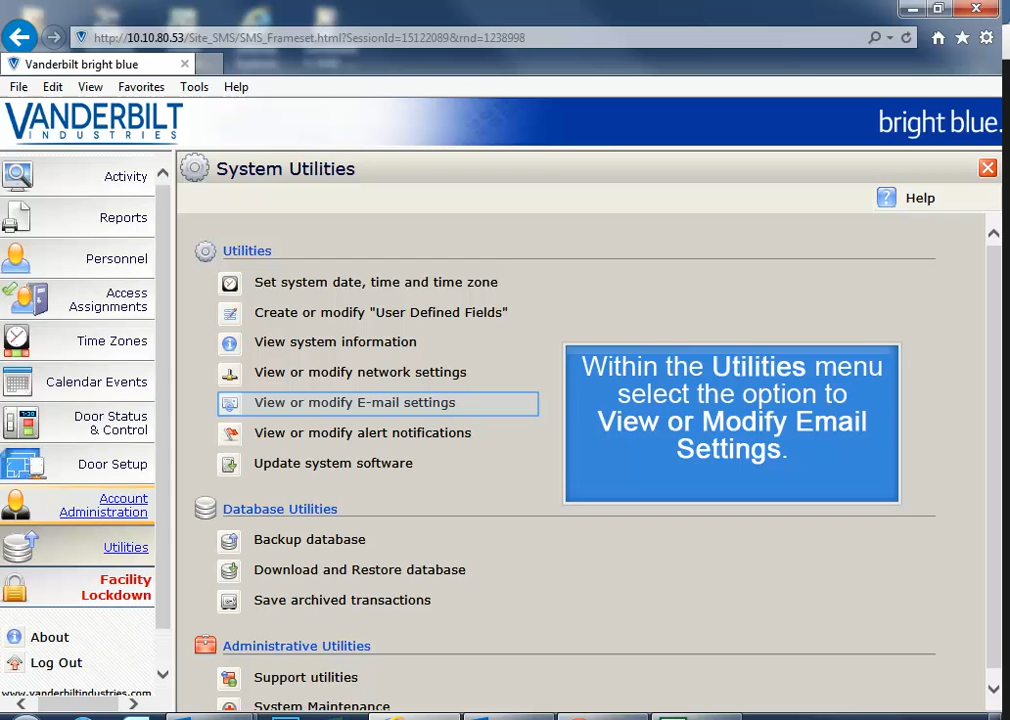 http://10.10.80.53/Site_SMS/SMS_Frameset.html?SessionId=15122089&rnd=1238998
Vanderbilt bright blue
File Edit View Favorites Tools Help
VANDERBILT
INDUSTRIES
bright blue.
Activity
Reports
Personnel
Access
Assignments
Time Zones
Calendar Events
Door Status
& Control
Door Setup
Account
Administration
Utilities
Facility
Lockdown
About
Log Out
www.vanderbiltindustries.com
System Utilities
Help
Utilities
Set system date, time and time zone
Create or modify "User Defined Fields"
View system information
View or modify network settings
View or modify E-mail settings
View or modify alert notifications
Update system software
Database Utilities
Backup database
Download and Restore database
Save archived transactions
Administrative Utilities
Support utilities
System Maintenance
Within the Utilities menu
select the option to
View or Modify Email
Settings.